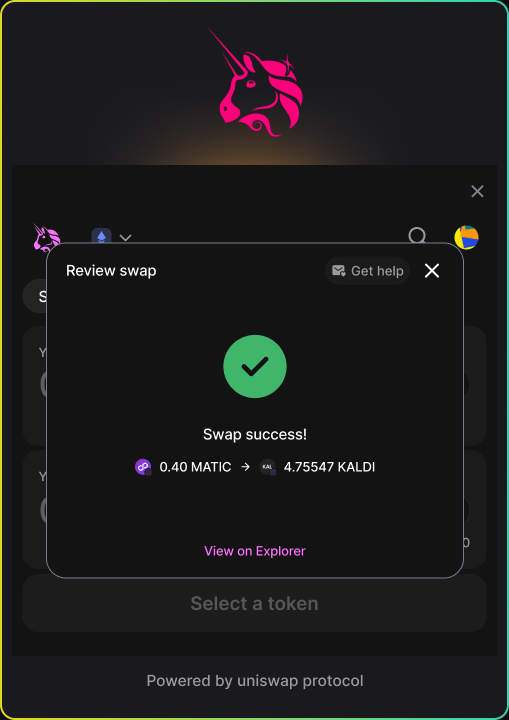 Review swap
Get help
S
Y
Swap success!
0.40 MATIC → KAL 4.75547 KALDI
Y
0
View on Explorer
Select a token
Powered by uniswap protocol